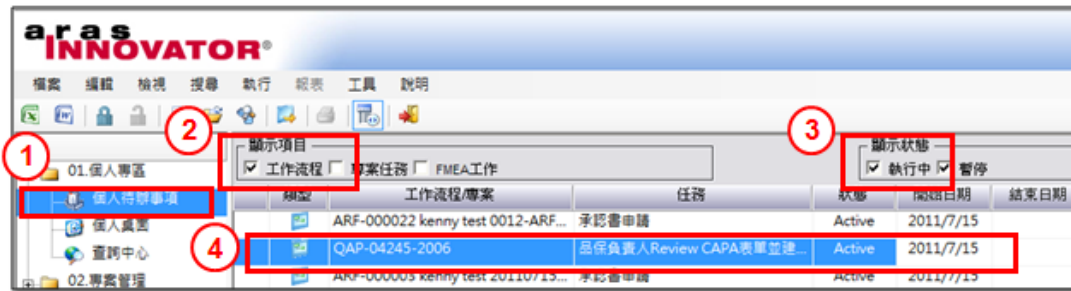 aras
INNOVATOR®
檔案 編輯 檢視 搜尋 執行 報表 工具 說明
2
3
顯示項目
顯示狀態
1
01.個人專區
工作流程 專案任務 FMEA工作
執行中 暫停
個人待辦事項
類型 工作流程/專案 任務 狀態 開始日期 結束日期
個人桌面
ARF-000022 kenny test 0012-ARF... 承認書申請 Active 2011/7/15
4
查詢中心
QAP-04245-2006 品保負責人Review CAPA表單並建... Active 2011/7/15
02.專案管理
ARF-000005 kenny test 20110715... 承認書申請 Active 2011/7/15